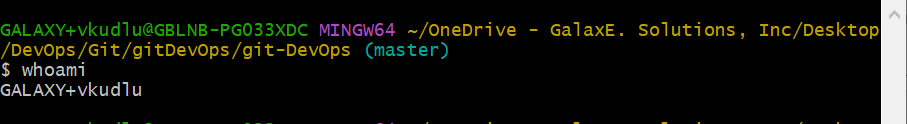 GALAXY+vkudlu@GBLNB-PG033XDC MINGW64 ~/OneDrive - GalaxE. Solutions, Inc/Desktop
/DevOps/Git/gitDevOps/git-DevOps (master)
$ whoami
GALAXY+vkudlu